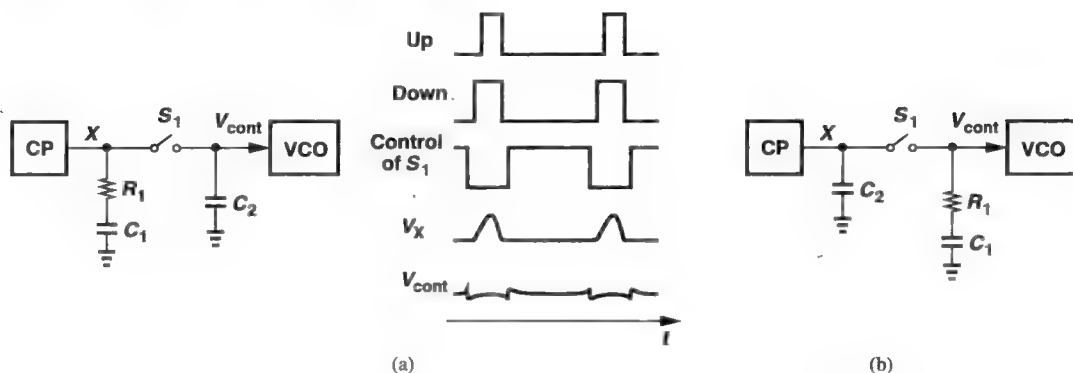 CP
X
S1
Vcont
VCO
R1
C1
C2
Up
Down
Control
of S1
VX
Vcont
t
(a)
CP
X
S1
Vcont
VCO
C2
R1
C1
(b)